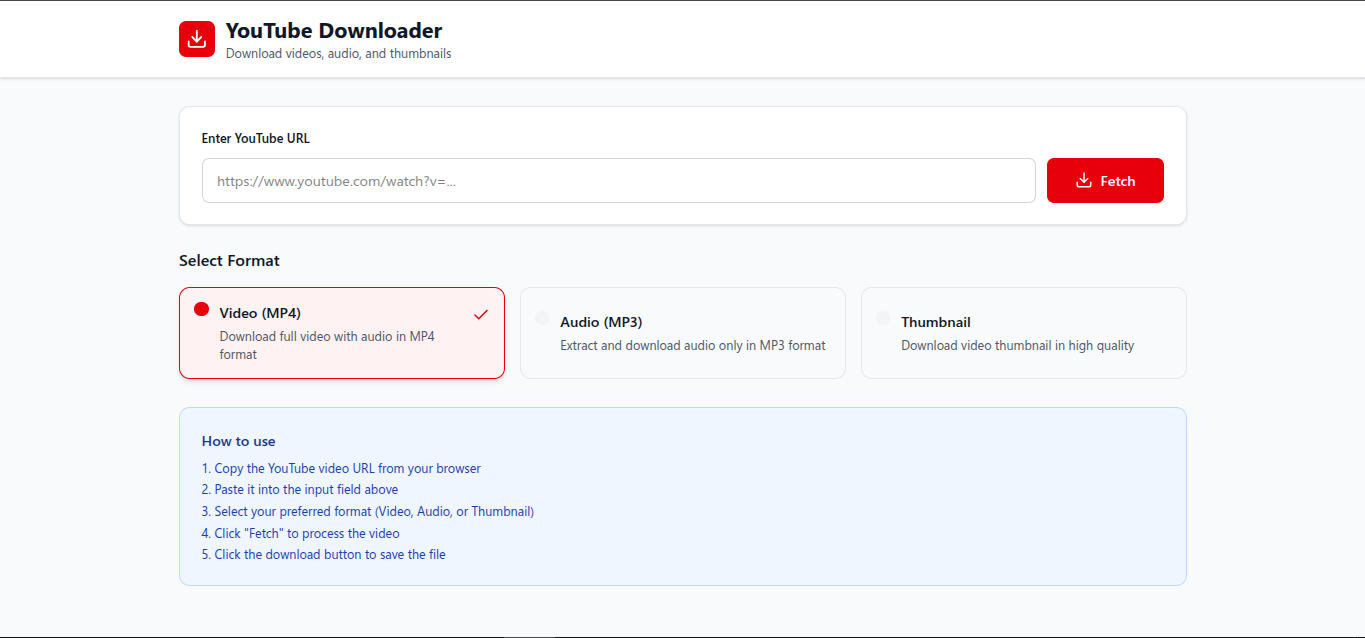 YouTube Downloader
Download videos, audio, and thumbnails
Enter YouTube URL
https://www.youtube.com/watch?v=...
Fetch
Select Format
Video (MP4)
Download full video with audio in MP4
format
Audio (MP3)
Extract and download audio only in MP3 format
Thumbnail
Download video thumbnail in high quality
How to use
1. Copy the YouTube video URL from your browser
2. Paste it into the input field above
3. Select your preferred format (Video, Audio, or Thumbnail)
4. Click "Fetch" to process the video
5. Click the download button to save the file